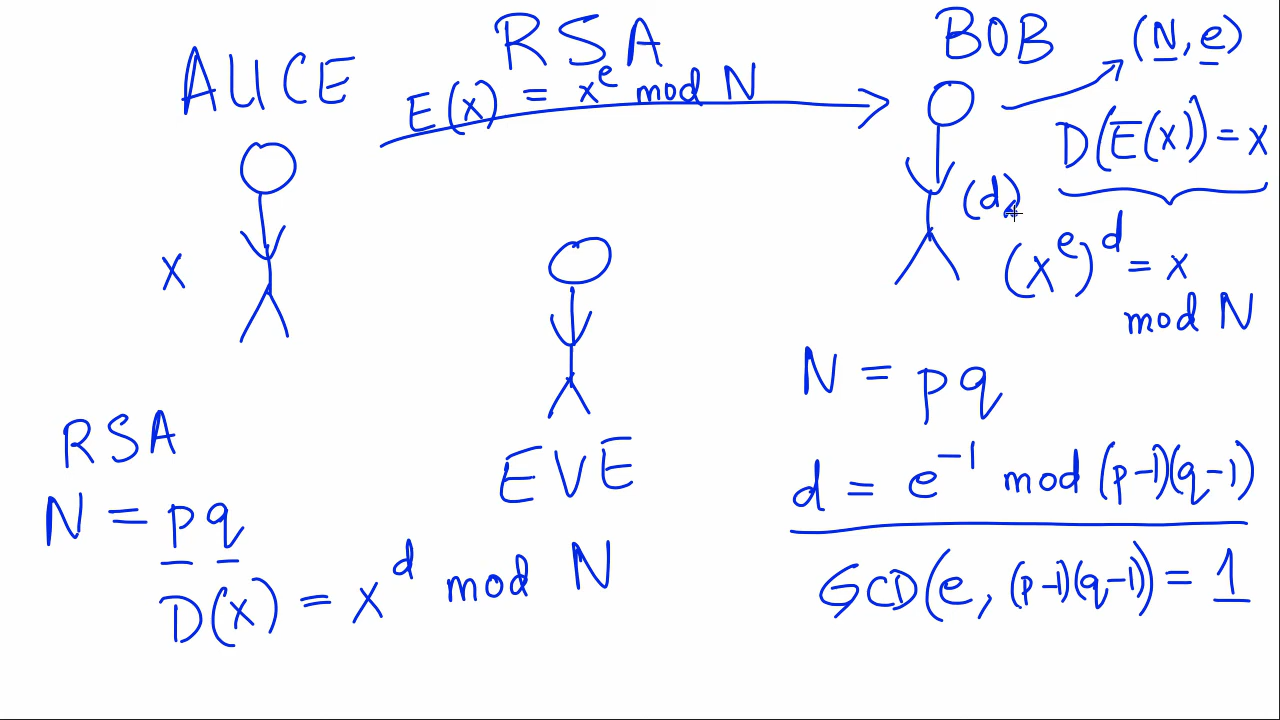 RSA
ALICE
BOB
(N, e)
E(x) = x^e mod N
D(E(x)) = x
(d)
x
(x^e)^d = x
mod N
EVE
N = pq
d = e^-1 mod (p-1)(q-1)
GCD(e, (p-1)(q-1)) = 1
RSA
N = pq
D(x) = x^d mod N